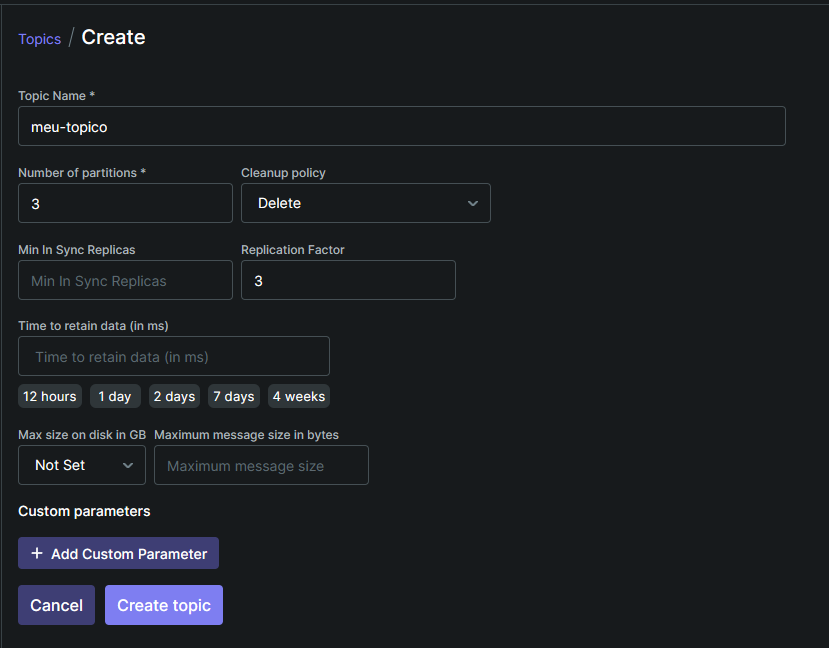 Topics / Create
Topic Name *
meu-topico
Number of partitions * Cleanup policy
3 Delete
Min In Sync Replicas Replication Factor
Min In Sync Replicas 3
Time to retain data (in ms)
Time to retain data (in ms)
12 hours 1 day 2 days 7 days 4 weeks
Max size on disk in GB Maximum message size in bytes
Not Set Maximum message size
Custom parameters
+ Add Custom Parameter
Cancel Create topic